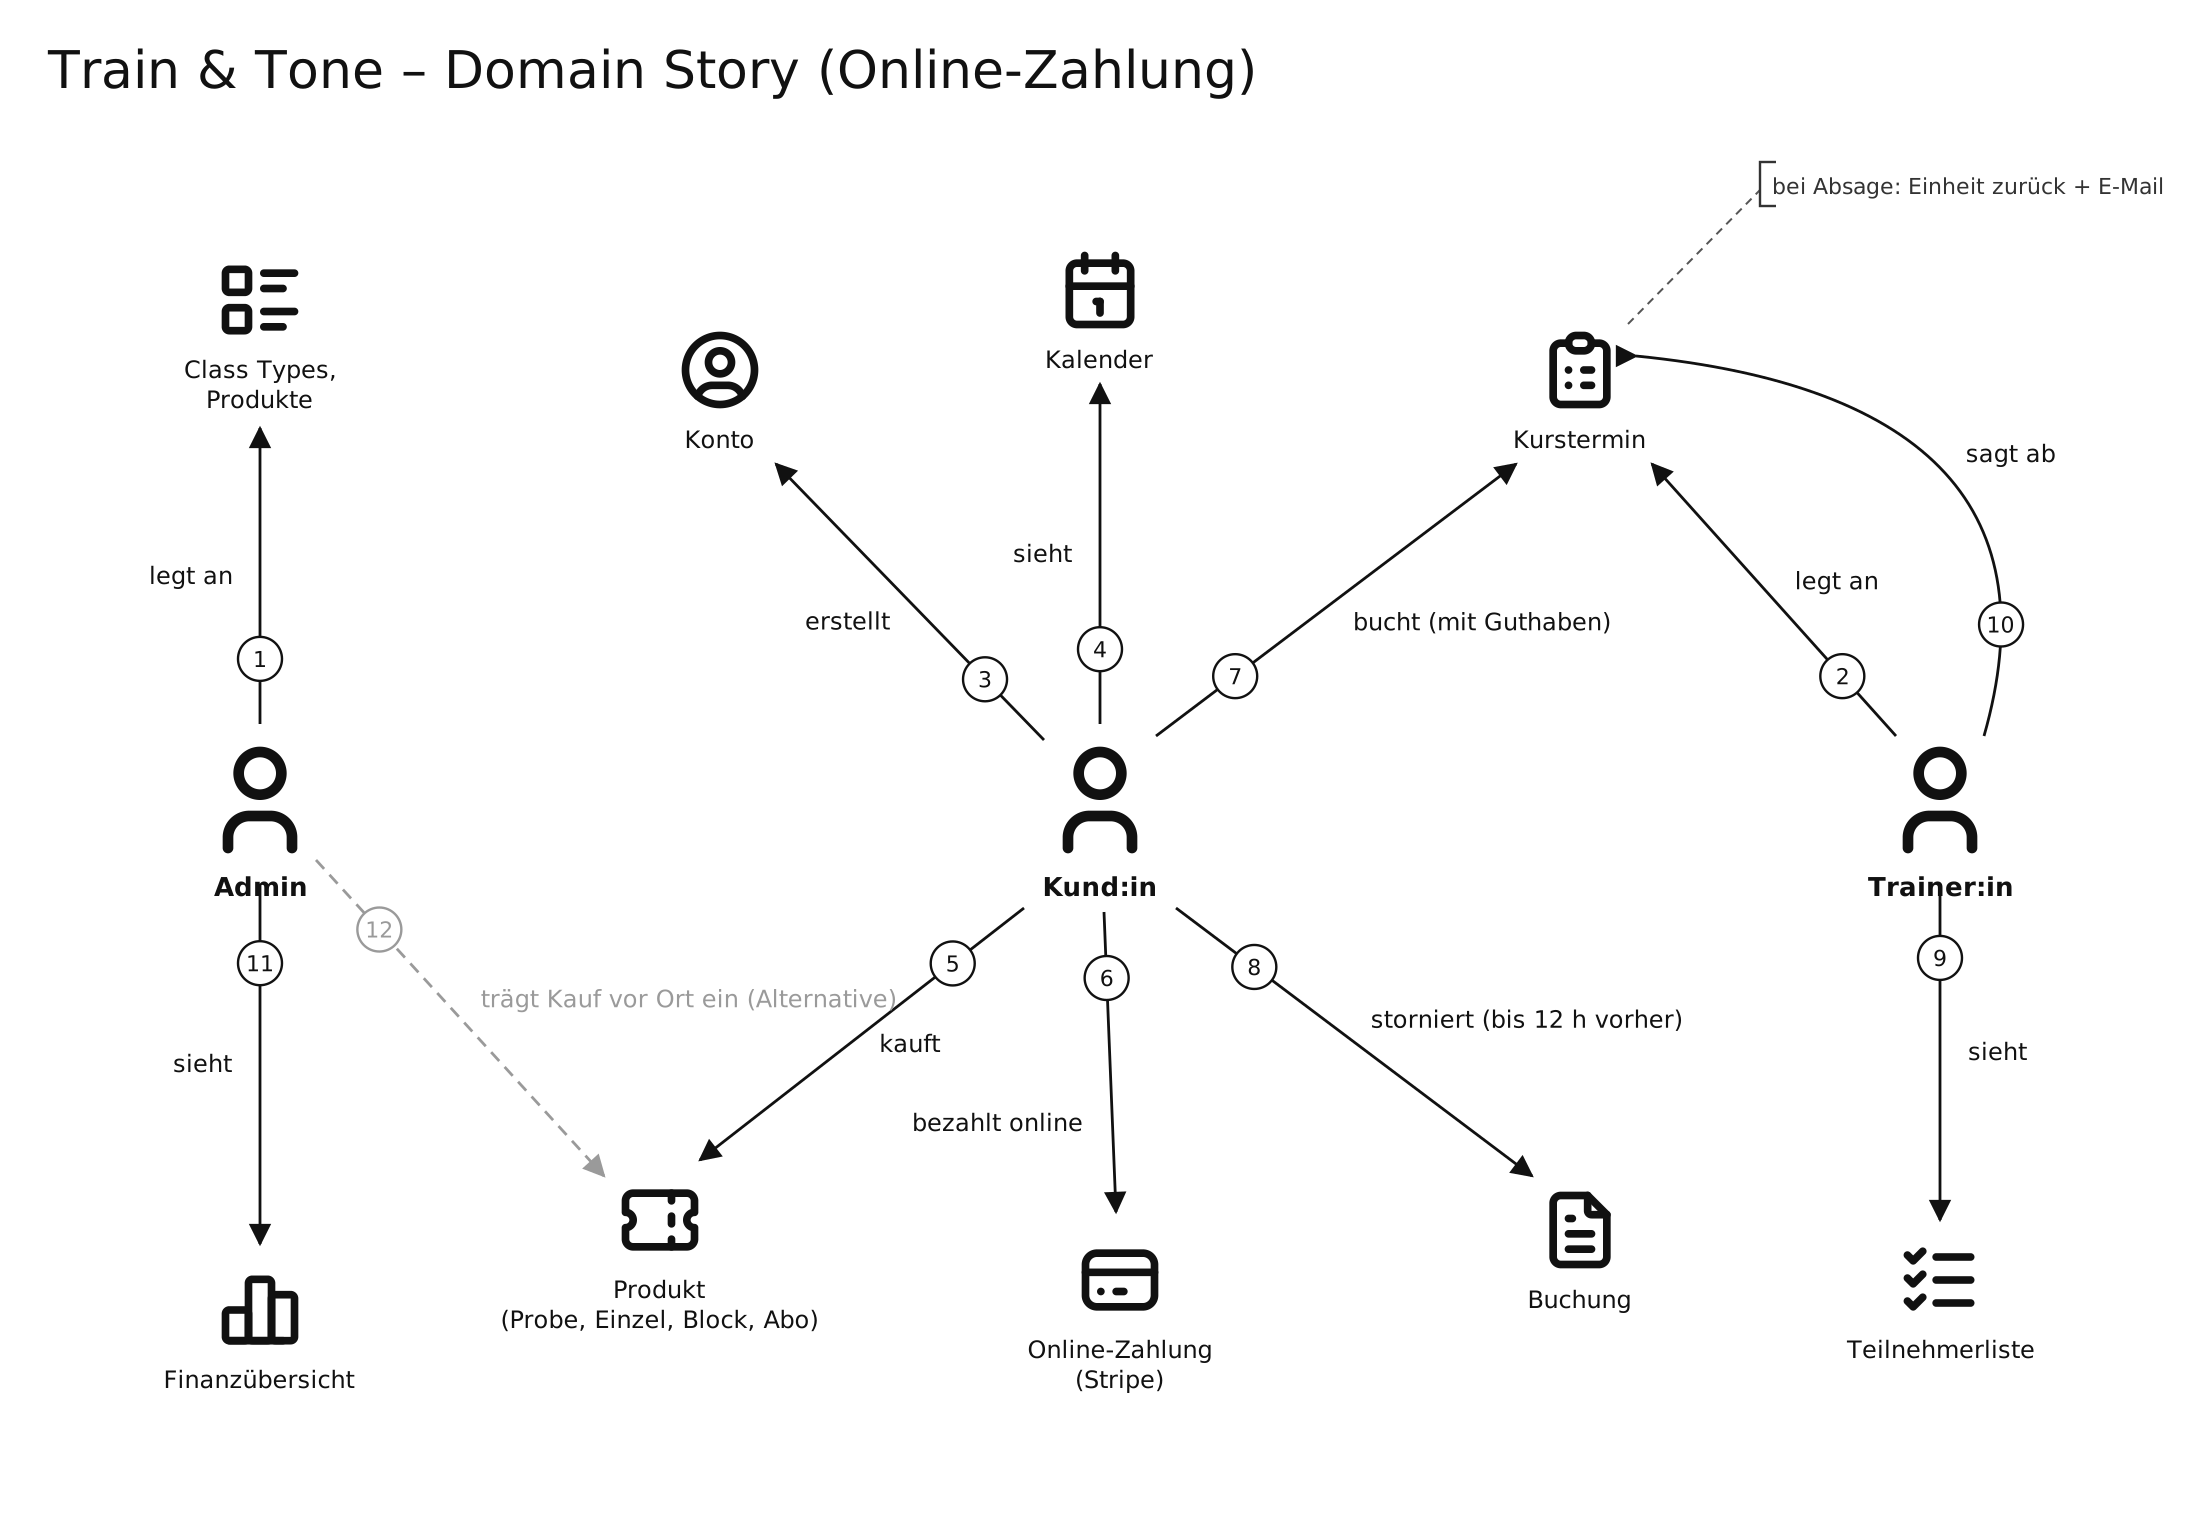 Train & Tone – Domain Story (Online-Zahlung)
bei Absage: Einheit zurück + E-Mail
Class Types,
Produkte
Konto
Kalender
Kurstermin
sagt ab
legt an
sieht
legt an
erstellt
bucht (mit Guthaben)
1
3
4
7
2
10
Admin
Kund:in
Trainer:in
12
11
5
6
8
9
trägt Kauf vor Ort ein (Alternative)
storniert (bis 12 h vorher)
kauft
sieht
sieht
bezahlt online
Produkt
(Probe, Einzel, Block, Abo)
Buchung
Online-Zahlung
(Stripe)
Teilnehmerliste
Finanzübersicht